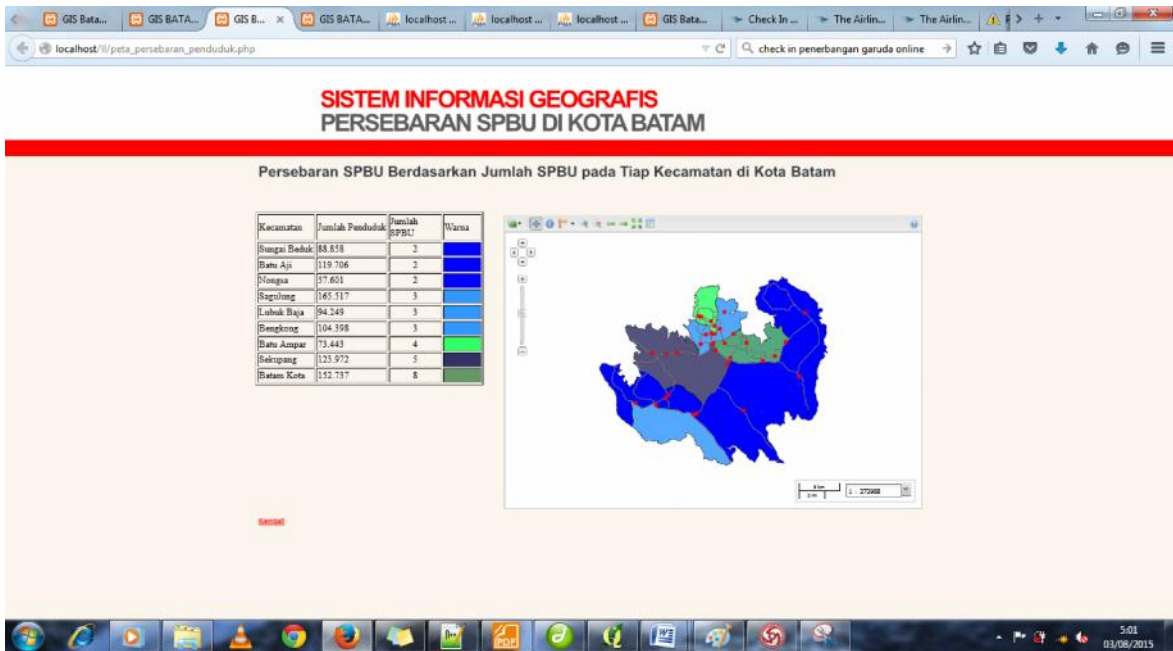 GIS Bata...
GIS BATA...
GIS B...
GIS BATA...
localhost ...
localhost ...
localhost ...
GIS Bata...
Check In ...
The Airlin...
The Airlin...
localhost/ll/peta_persebaran_penduduk.php
check in penerbangan garuda online
SISTEM INFORMASI GEOGRAFIS
PERSEBARAN SPBU DI KOTA BATAM
Persebaran SPBU Berdasarkan Jumlah SPBU pada Tiap Kecamatan di Kota Batam
Kecamatan Jumlah Penduduk Jumlah SPBU Warna
Sungai Beduk 88.858 2
Batu Aji 119.706 2
Nongsa 57.601 2
Sagulung 165.517 3
Lubuk Baja 94.249 3
Bengkong 104.398 3
Batu Ampar 73.443 4
Sekupang 123.972 5
Batam Kota 152.737 8
1 : 272988
Kembali
5:01
03/08/2015